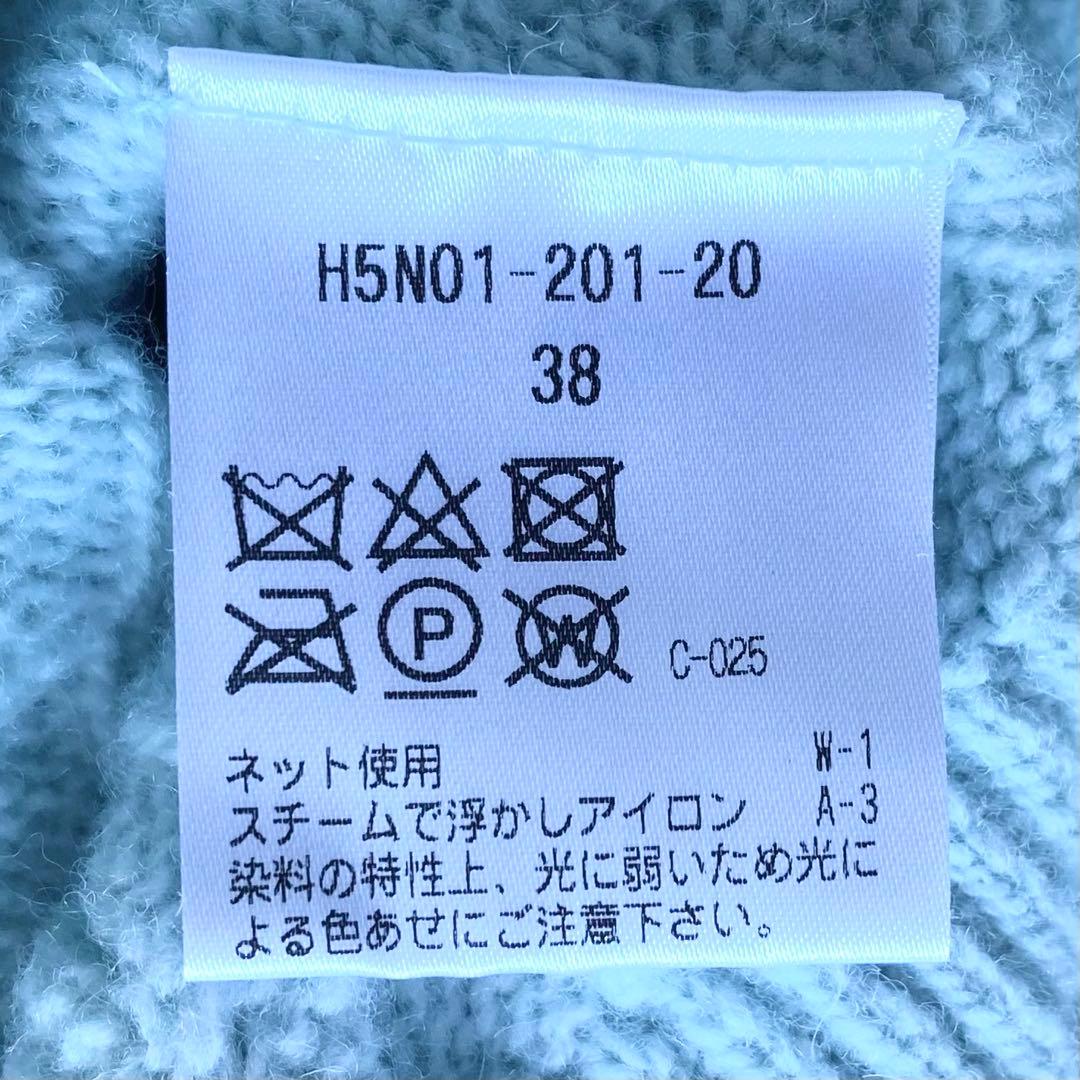 H5N01-201-20
38
P
W
C-025
ネット使用 W-1
スチームで浮かしアイロン A-3
染料の特性上、光に弱いため光に
よる色あせにご注意下さい。